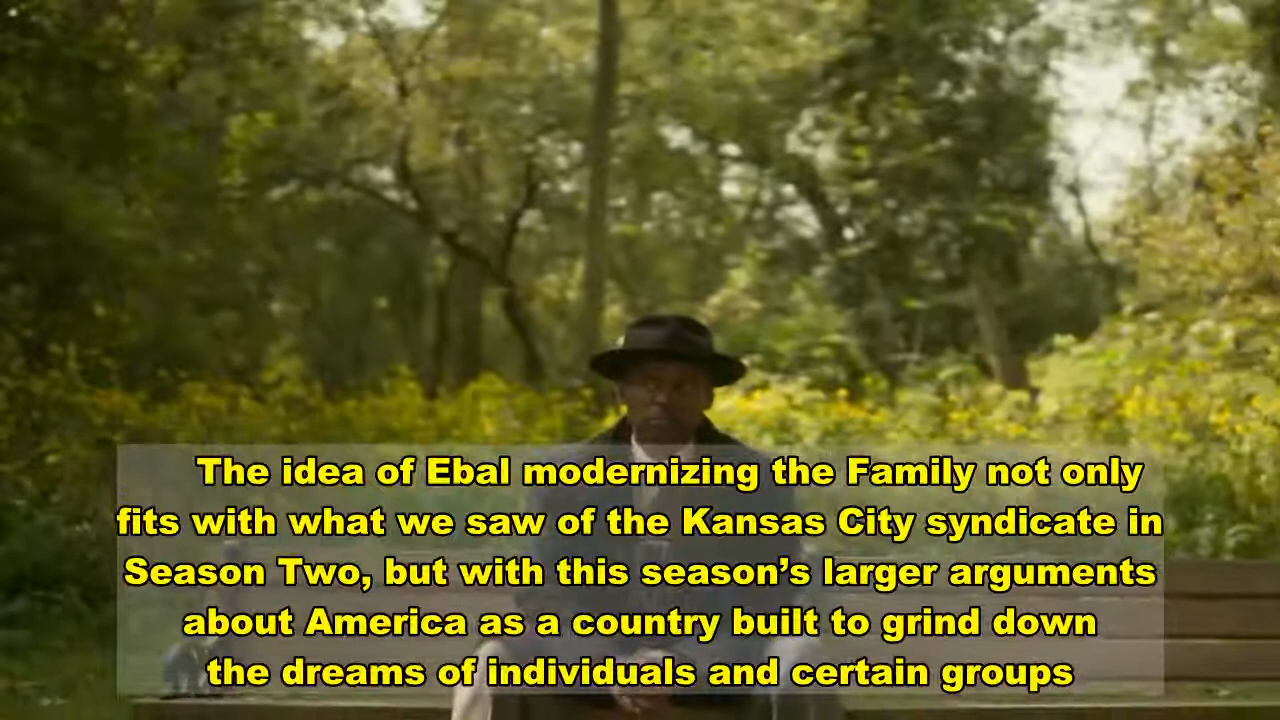 The idea of Ebal modernizing the Family not only
fits with what we saw of the Kansas City syndicate in
Season Two, but with this season’s larger arguments
about America as a country built to grind down
the dreams of individuals and certain groups